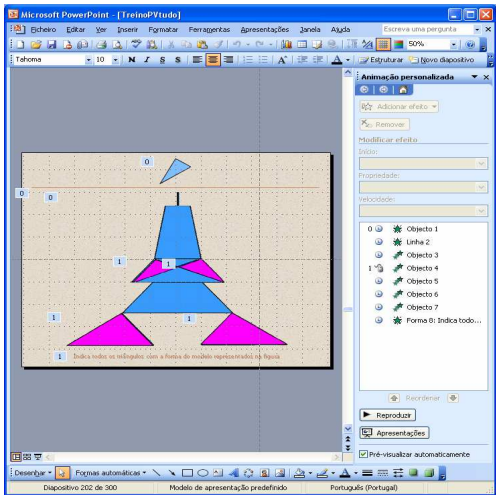 Microsoft PowerPoint - [TreinoPVtudo]
Ficheiro Editar Ver Inserir Formatar Ferramentas Apresentações Janela Ajuda Escreva uma pergunta
50%
Tahoma 10 N I S S Estruturar Novo diapositivo
Animação personalizada
Adicionar efeito
Remover
Modificar efeito
Início:
Propriedade:
Velocidade:
0 Objecto 1
Linha 2
Objecto 3
1 Objecto 4
Objecto 5
Objecto 6
Objecto 7
Forma 8: Indica todo...
0
0
0
1
1
1
1
1 Indica todos os triângulos com a forma do modelo representados na figura
Reordenar
Reproduzir
Apresentações
Pré-visualizar automaticamente
Desenhar Formas automáticas
Diapositivo 202 de 300 Modelo de apresentação predefinido Português (Portugal)